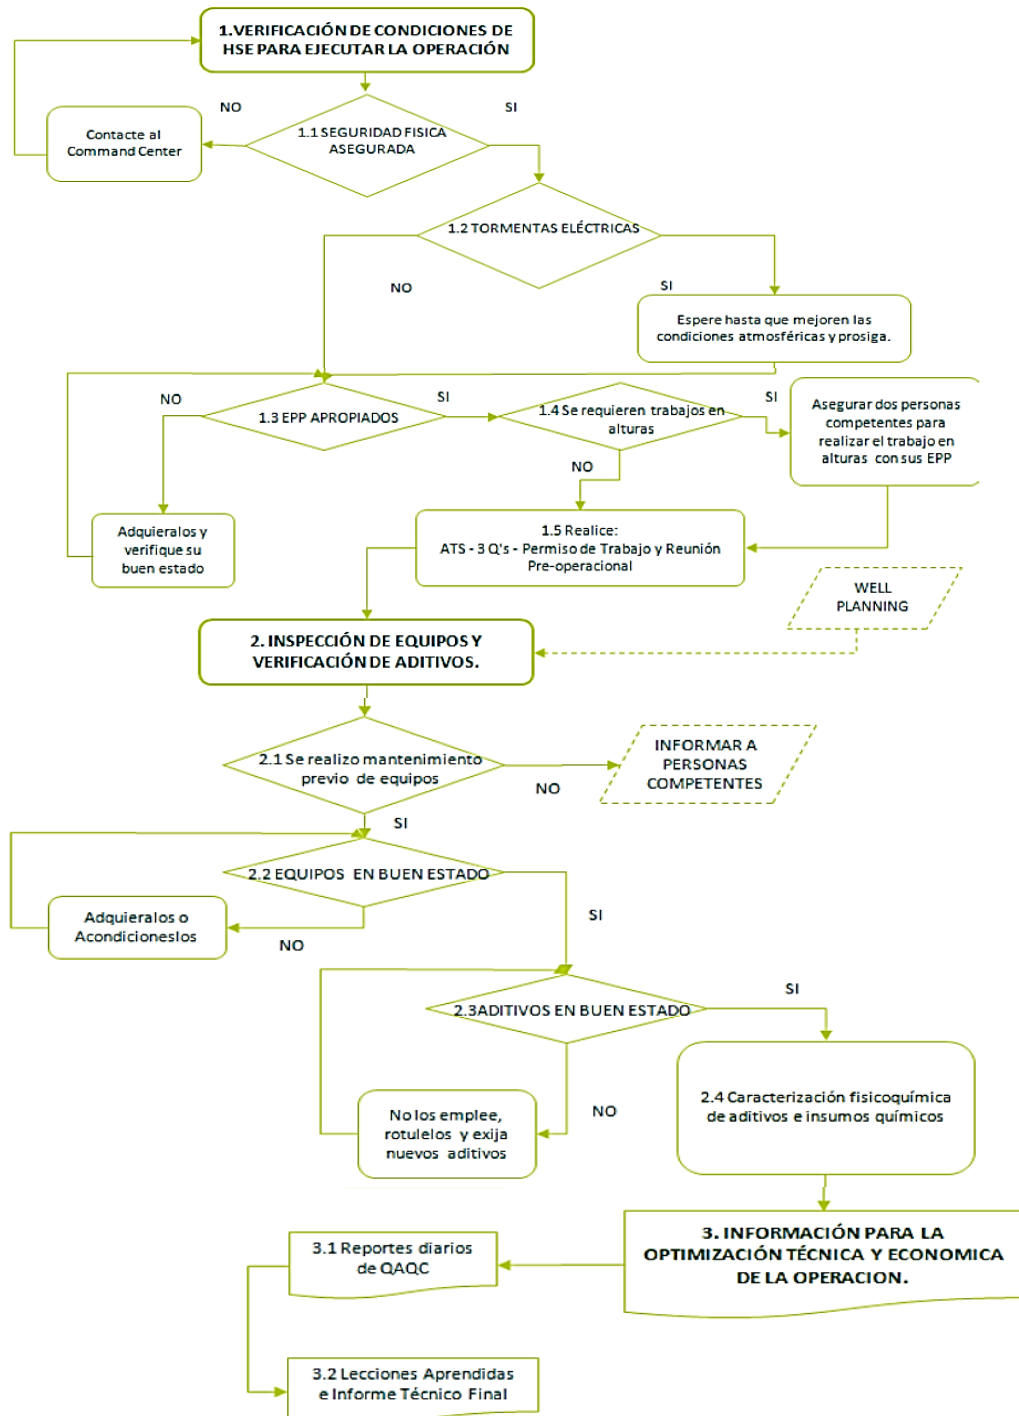 1.VERIFICACIÓN DE CONDICIONES DE
HSE PARA EJECUTAR LA OPERACIÓN
NO
SI
Contacte al
Command Center
1.1 SEGURIDAD FISICA
ASEGURADA
1.2 TORMENTAS ELÉCTRICAS
NO
SI
Espere hasta que mejoren las
condiciones atmosféricas y prosiga.
NO
1.3 EPP APROPIADOS
SI
1.4 Se requieren trabajos en
alturas
SI
Asegurar dos personas
competentes para
realizar el trabajo en
alturas con sus EPP
NO
Adquieralos y
verifique su
buen estado
1.5 Realice:
ATS - 3 Q's - Permiso de Trabajo y Reunión
Pre-operacional
WELL
PLANNING
2. INSPECCIÓN DE EQUIPOS Y
VERIFICACIÓN DE ADITIVOS.
2.1 Se realizo mantenimiento
previo de equipos
NO
INFORMAR A
PERSONAS
COMPETENTES
SI
2.2 EQUIPOS EN BUEN ESTADO
Adquieralos o
Acondicioneslos
NO
SI
2.3ADITIVOS EN BUEN ESTADO
SI
No los emplee,
rotulelos y exija
nuevos aditivos
NO
2.4 Caracterización fisicoquímica
de aditivos e insumos químicos
3. INFORMACIÓN PARA LA
OPTIMIZACIÓN TÉCNICA Y ECONOMICA
DE LA OPERACION.
3.1 Reportes diarios
de QAQC
3.2 Lecciones Aprendidas
e Informe Técnico Final